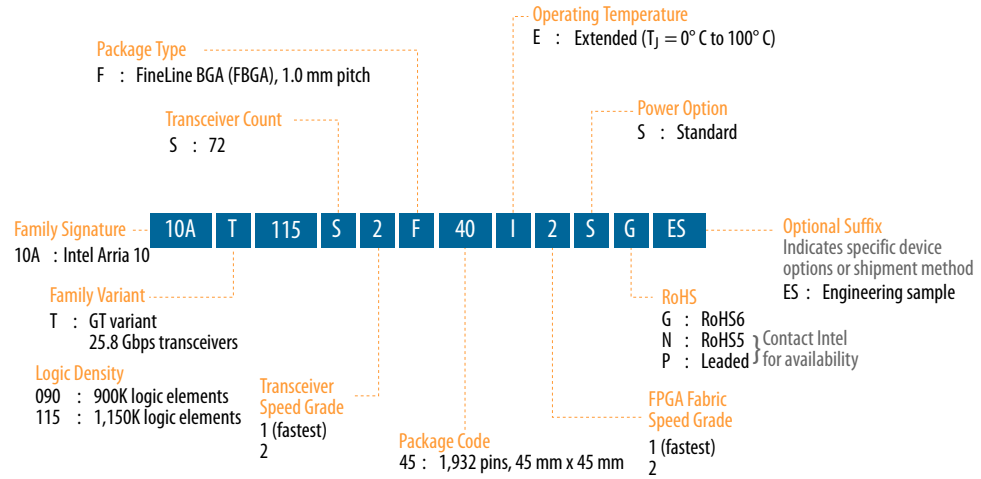 Operating Temperature
E : Extended (TJ = 0° C to 100° C)
Package Type
F : FineLine BGA (FBGA), 1.0 mm pitch
Transceiver Count
S : 72
Power Option
S : Standard
Family Signature
10A : Intel Arria 10
10A T 115 S 2 F 40 I 2 S G ES
Optional Suffix
Indicates specific device
options or shipment method
ES : Engineering sample
Family Variant
T : GT variant
25.8 Gbps transceivers
RoHS
G : RoHS6
N : RoHS5
P : Leaded
} Contact Intel
for availability
Logic Density
090 : 900K logic elements
115 : 1,150K logic elements
Transceiver
Speed Grade
1 (fastest)
2
Package Code
45 : 1,932 pins, 45 mm x 45 mm
FPGA Fabric
Speed Grade
1 (fastest)
2